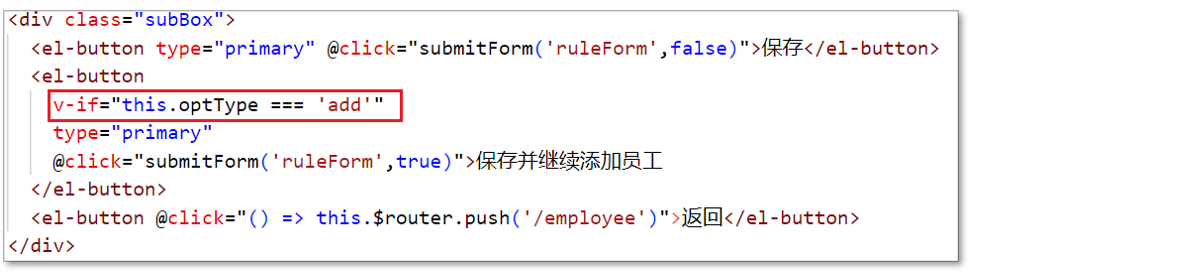 <div class="subBox">
<el-button type="primary" @click="submitForm('ruleForm',false)">保存</el-button>
<el-button
v-if="this.optType === 'add'"
type="primary"
@click="submitForm('ruleForm',true)">保存并继续添加员工
</el-button>
<el-button @click="() => this.$router.push('/employee')">返回</el-button>
</div>